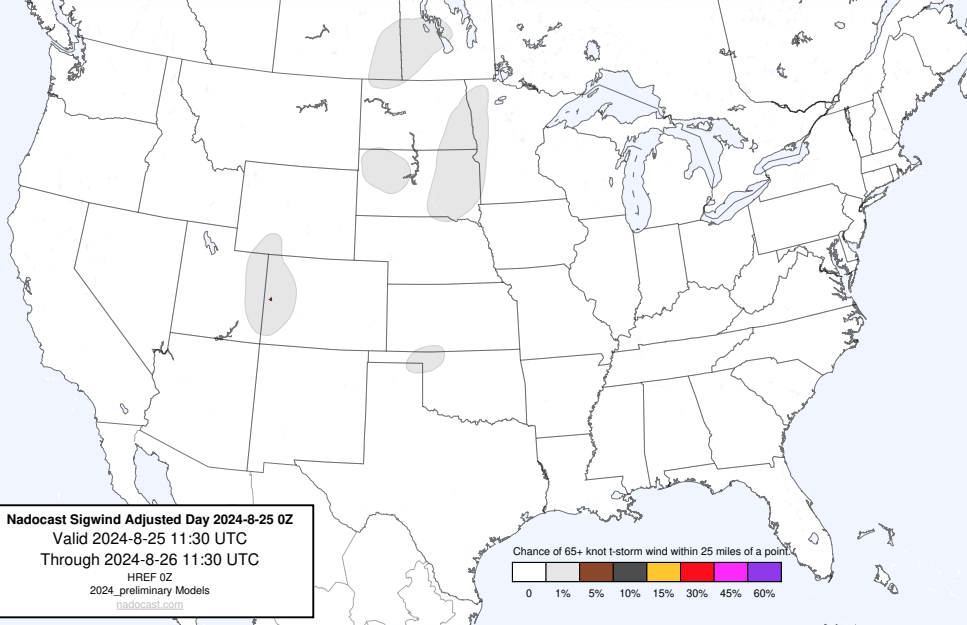 Nadocast Sigwind Adjusted Day 2024-8-25 0Z
Valid 2024-8-25 11:30 UTC
Through 2024-8-26 11:30 UTC
HREF 0Z
2024_preliminary Models
nadocast.com
Chance of 65+ knot t-storm wind within 25 miles of a point.
0 1% 5% 10% 15% 30% 45% 60%